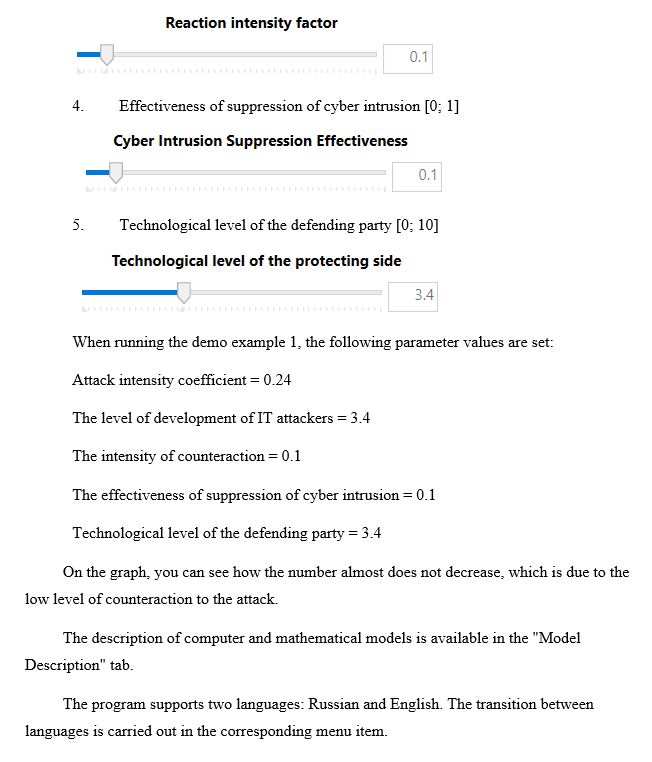 Reaction intensity factor
0.1
4. Effectiveness of suppression of cyber intrusion [0; 1]
Cyber Intrusion Suppression Effectiveness
0.1
5. Technological level of the defending party [0; 10]
Technological level of the protecting side
3.4
When running the demo example 1, the following parameter values are set:
Attack intensity coefficient = 0.24
The level of development of IT attackers = 3.4
The intensity of counteraction = 0.1
The effectiveness of suppression of cyber intrusion = 0.1
Technological level of the defending party = 3.4
On the graph, you can see how the number almost does not decrease, which is due to the
low level of counteraction to the attack.
The description of computer and mathematical models is available in the "Model
Description" tab.
The program supports two languages: Russian and English. The transition between
languages is carried out in the corresponding menu item.